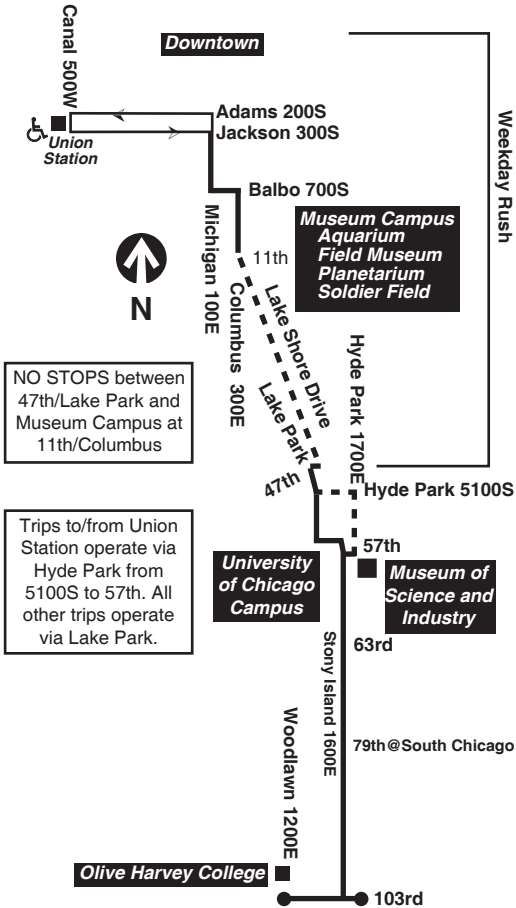 Canal 500W
Downtown
Adams 200S
Jackson 300S
Union
Station
Weekday Rush
Balbo 700S
Michigan 100E
Museum Campus
Aquarium
Field Museum
Planetarium
Soldier Field
11th
N
Columbus 300E
Lake Shore Drive
Hyde Park 1700E
NO STOPS between
47th/Lake Park and
Museum Campus at
11th/Columbus
Lake Park
47th
Hyde Park 5100S
Trips to/from Union
Station operate via
Hyde Park from
5100S to 57th. All
other trips operate
via Lake Park.
57th
University
of Chicago
Campus
Museum of
Science and
Industry
63rd
Stony Island 1600E
79th@South Chicago
Woodlawn 1200E
Olive Harvey College
103rd